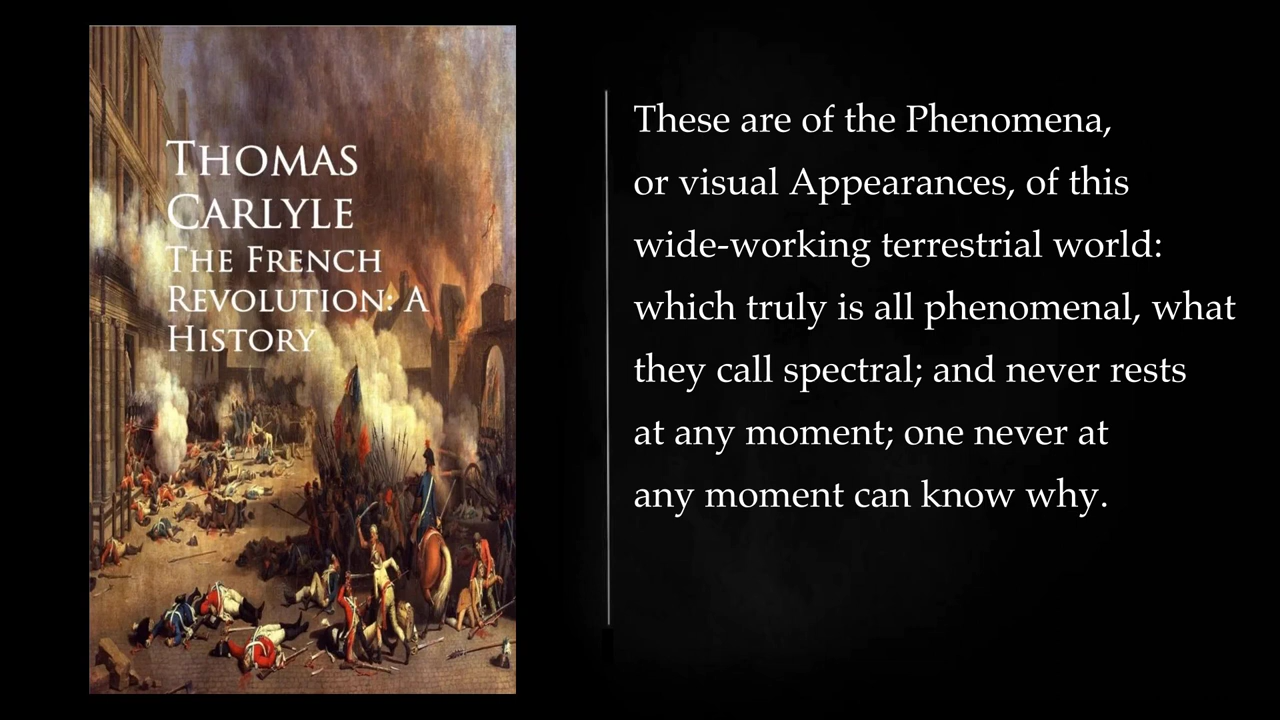 THOMAS
CARLYLE
THE FRENCH
REVOLUTION: A
HISTORY
These are of the Phenomena,
or visual Appearances, of this
wide-working terrestrial world:
which truly is all phenomenal, what
they call spectral; and never rests
at any moment; one never at
any moment can know why.